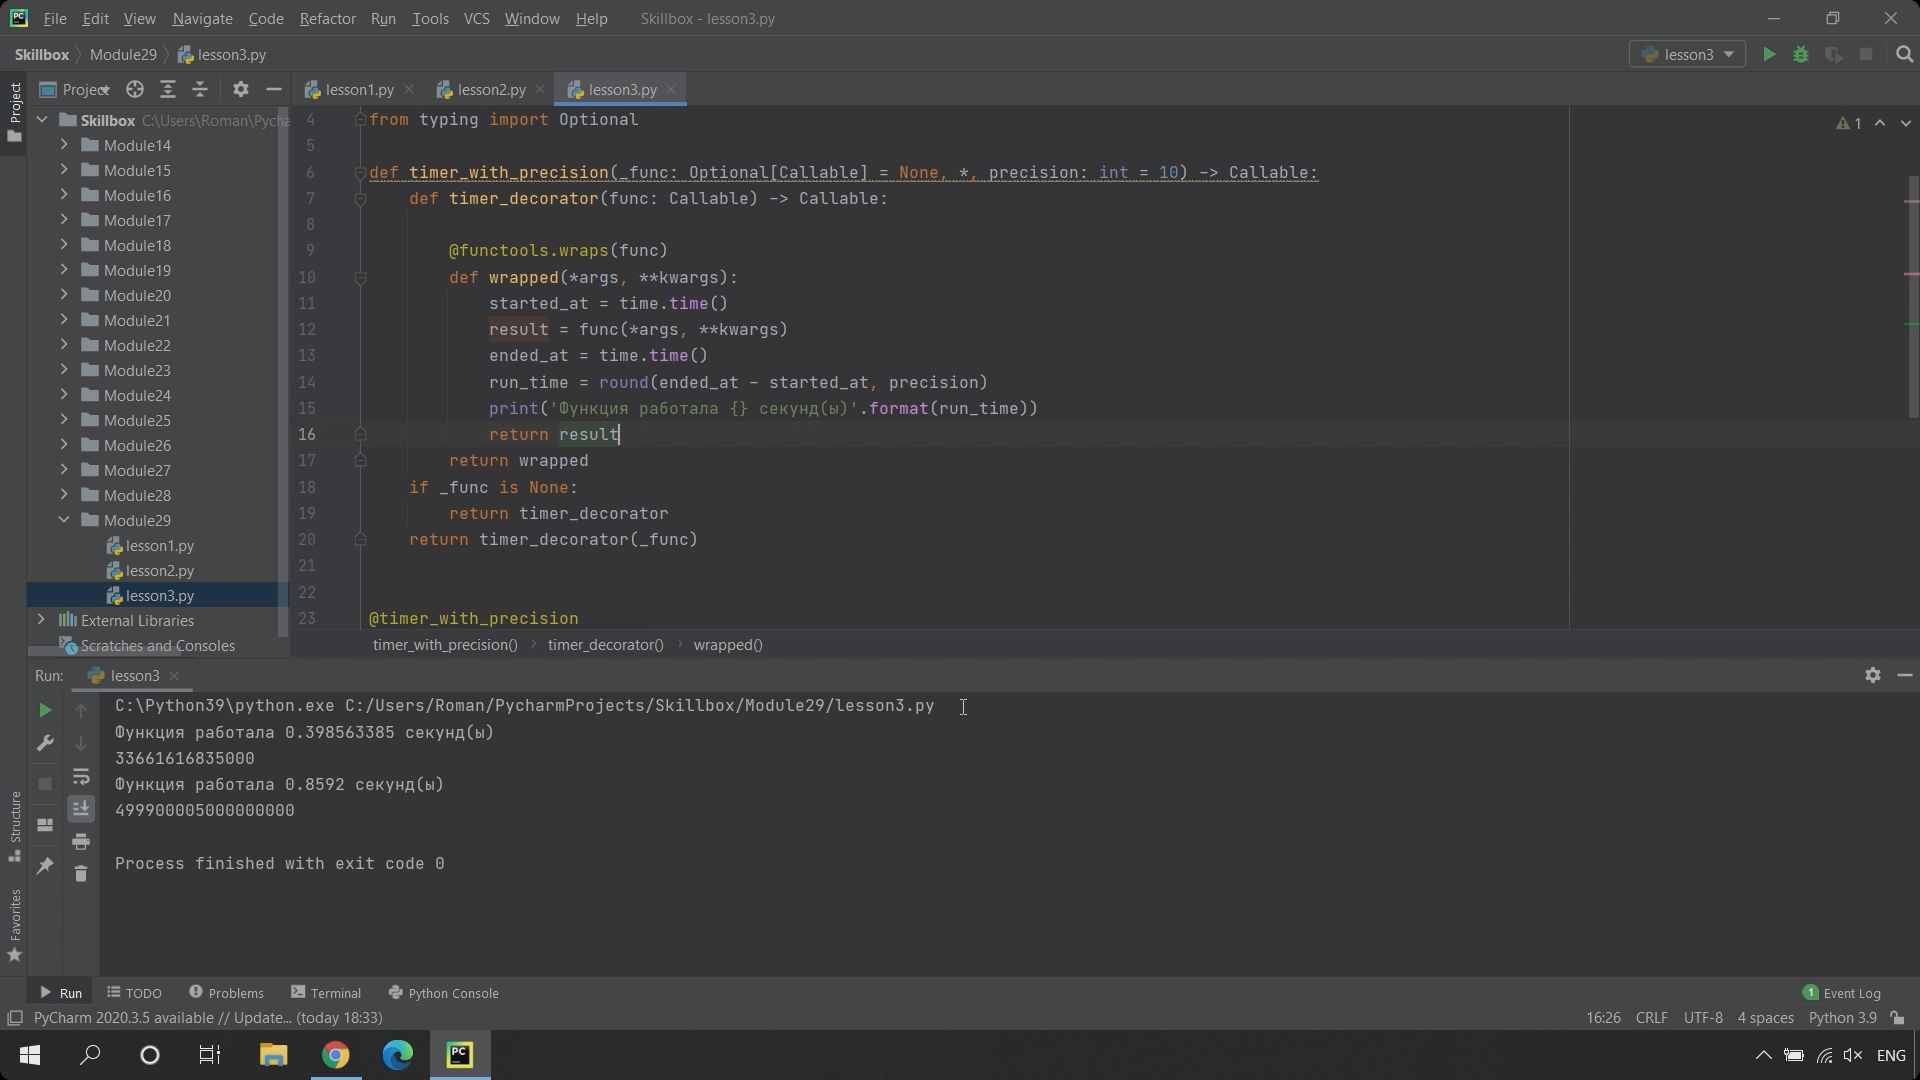 File Edit View Navigate Code Refactor Run Tools VCS Window Help Skillbox - lesson3.py
Skillbox Module29 lesson3.py lesson3
Project lesson1.py lesson2.py lesson3.py
Project
Skillbox C:\Users\Roman\Pycha
Module14
Module15
Module16
Module17
Module18
Module19
Module20
Module21
Module22
Module23
Module24
Module25
Module26
Module27
Module28
Module29
lesson1.py
lesson2.py
lesson3.py
External Libraries
Scratches and Consoles
1
4 from typing import Optional
5
6 def timer_with_precision(_func: Optional[Callable] = None, *, precision: int = 10) -> Callable:
7 def timer_decorator(func: Callable) -> Callable:
8
9 @functools.wraps(func)
10 def wrapped(*args, **kwargs):
11 started_at = time.time()
12 result = func(*args, **kwargs)
13 ended_at = time.time()
14 run_time = round(ended_at - started_at, precision)
15 print('Функция работала {} секунд(ы)'.format(run_time))
16 return result
17 return wrapped
18 if _func is None:
19 return timer_decorator
20 return timer_decorator(_func)
21
22
23 @timer_with_precision
timer_with_precision() timer_decorator() wrapped()
Run: lesson3
C:\Python39\python.exe C:/Users/Roman/PycharmProjects/Skillbox/Module29/lesson3.py
Функция работала 0.398563385 секунд(ы)
33661616835000
Функция работала 0.8592 секунд(ы)
499900005000000000
Process finished with exit code 0
Structure
Favorites
Run TODO Problems Terminal Python Console 1 Event Log
PyCharm 2020.3.5 available // Update... (today 18:33) 16:26 CRLF UTF-8 4 spaces Python 3.9
PC ENG